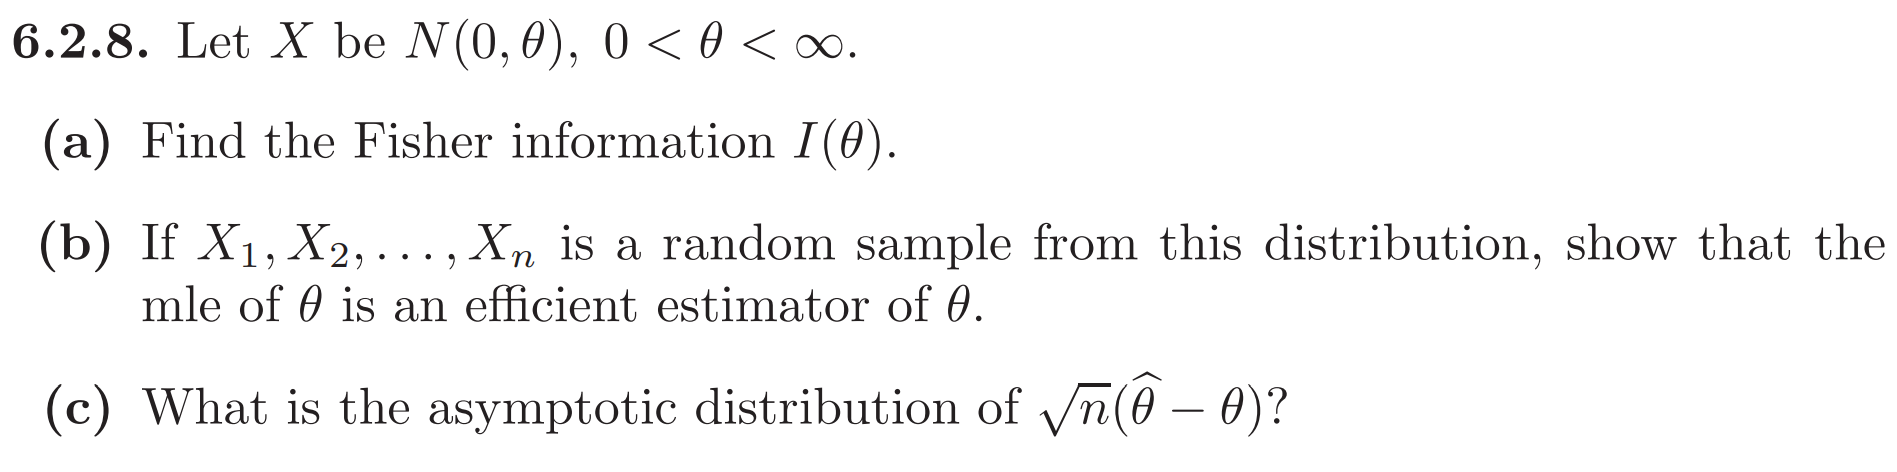 6.2.8. Let X be N(0, θ), 0 < θ < ∞.
(a) Find the Fisher information I(θ).
(b) If X₁, X₂, . . . , Xₙ is a random sample from this distribution, show that the
mle of θ is an efficient estimator of θ.
(c) What is the asymptotic distribution of √n(θ̂ − θ)?